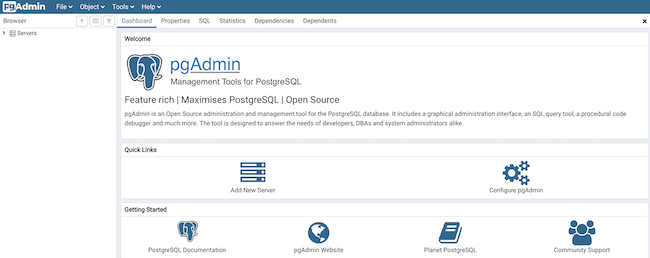 pgAdmin File Object Tools Help
Browser Dashboard Properties SQL Statistics Dependencies Dependents
Servers
Welcome
pgAdmin
Management Tools for PostgreSQL
Feature rich | Maximises PostgreSQL | Open Source
pgAdmin is an Open Source administration and management tool for the PostgreSQL database. It includes a graphical administration interface, an SQL query tool, a procedural code
debugger and much more. The tool is designed to answer the needs of developers, DBAs and system administrators alike.
Quick Links
Add New Server Configure pgAdmin
Getting Started
PostgreSQL Documentation pgAdmin Website Planet PostgreSQL Community Support